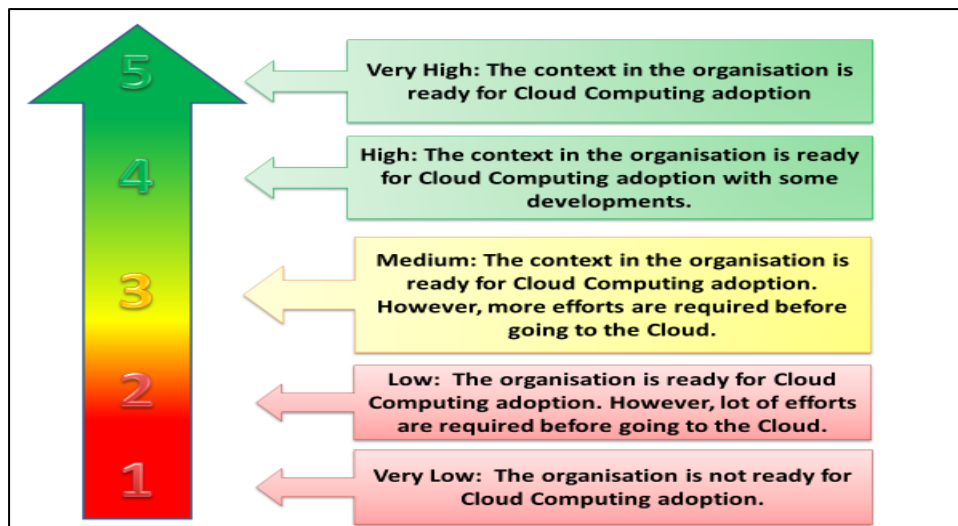 5
Very High: The context in the organisation is
ready for Cloud Computing adoption
4
High: The context in the organisation is ready
for Cloud Computing adoption with some
developments.
3
Medium: The context in the organisation is
ready for Cloud Computing adoption.
However, more efforts are required before
going to the Cloud.
2
Low:  The organisation is ready for Cloud
Computing adoption. However, lot of efforts
are required before going to the Cloud.
1
Very Low:  The organisation is not ready for
Cloud Computing adoption.